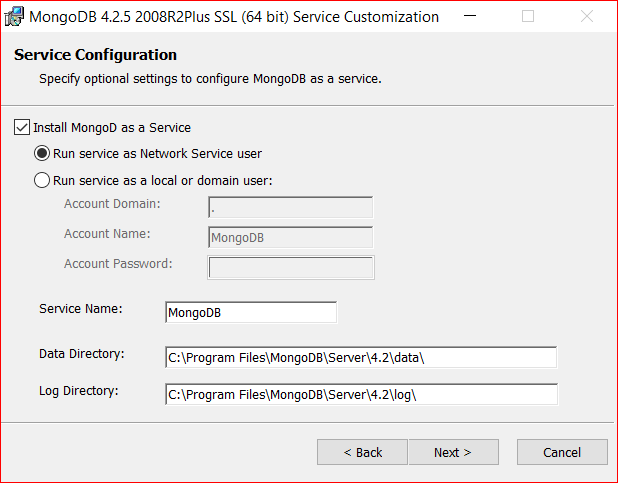 MongoDB 4.2.5 2008R2Plus SSL (64 bit) Service Customization
Service Configuration
Specify optional settings to configure MongoDB as a service.
Install MongoD as a Service
Run service as Network Service user
Run service as a local or domain user:
Account Domain: .
Account Name: MongoDB
Account Password:
Service Name: MongoDB
Data Directory: C:\Program Files\MongoDB\Server\4.2\data\
Log Directory: C:\Program Files\MongoDB\Server\4.2\log\
< Back Next > Cancel